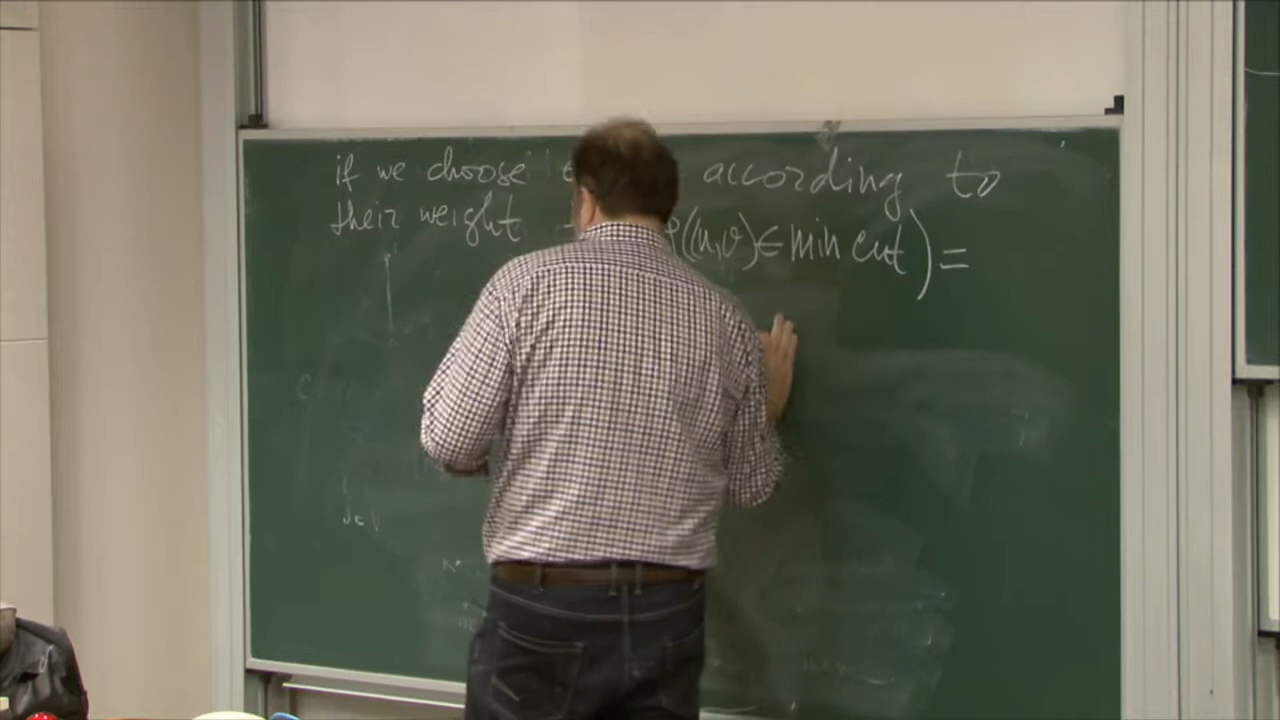 if we choose according to
their weight P((u,v)∈ min cut) =